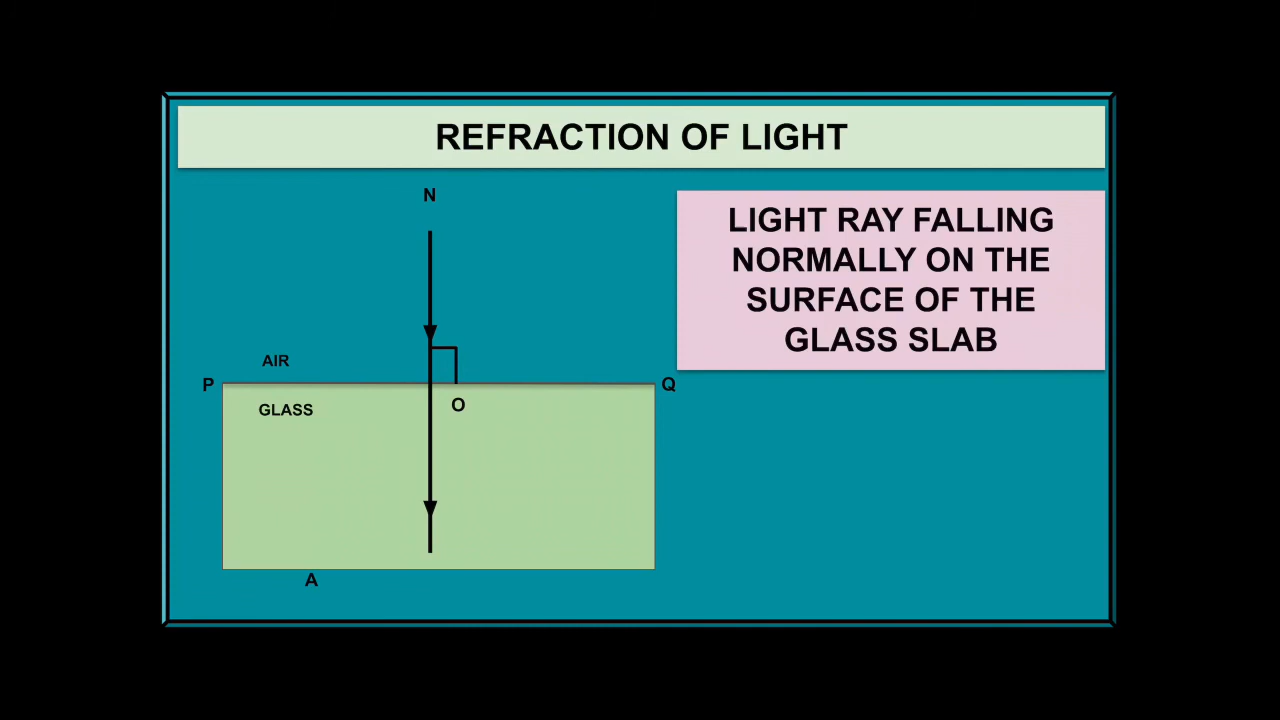 REFRACTION OF LIGHT
N
LIGHT RAY FALLING
NORMALLY ON THE
SURFACE OF THE
GLASS SLAB
AIR
P
Q
GLASS
O
A